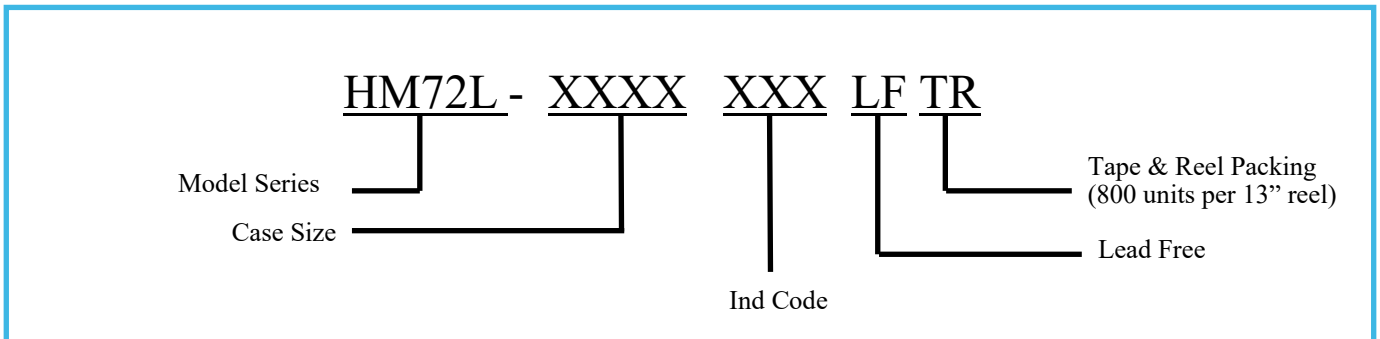 HM72L - XXXX XXX LF TR
Model Series
Case Size
Ind Code
Tape & Reel Packing
(800 units per 13” reel)
Lead Free